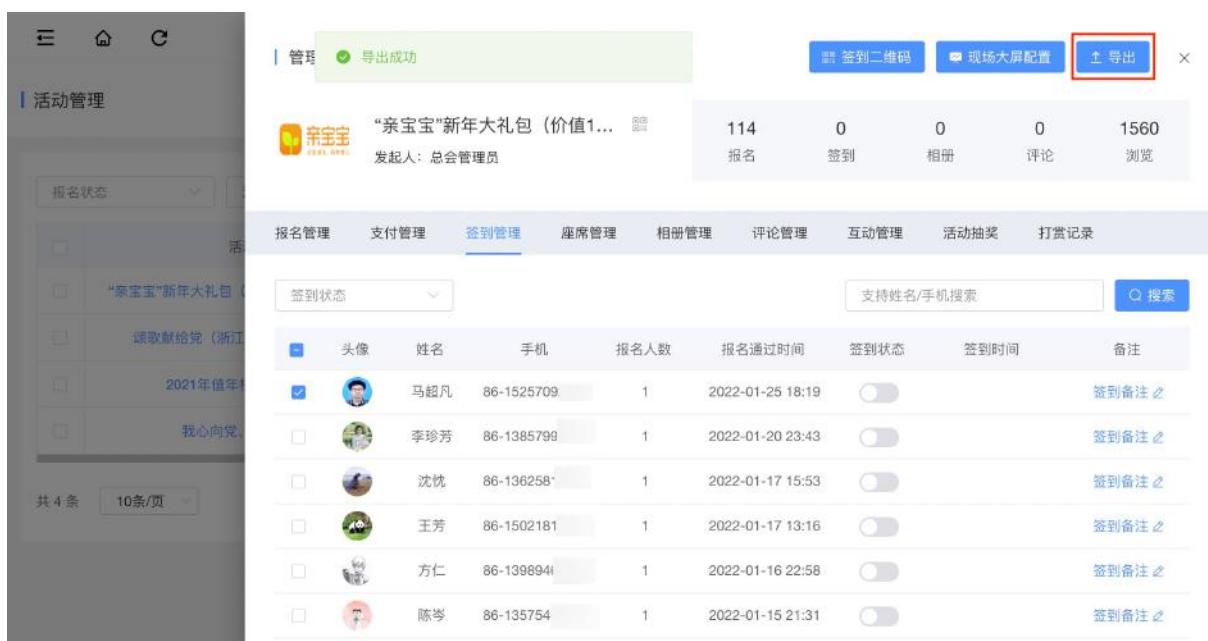 管理
导出成功
签到二维码
现场大屏配置
导出
活动管理
亲宝宝
“亲宝宝”新年大礼包（价值1...
发起人：总会管理员
114 0 0 0 1560
报名 签到 相册 评论 浏览
报名状态
报名管理 支付管理 签到管理 座席管理 相册管理 评论管理 互动管理 活动抽奖 打赏记录
活
“亲宝宝”新年大礼包（
签到状态
支持姓名/手机搜索
搜索
颂歌献给党（浙江
头像 姓名 手机 报名人数 报名通过时间 签到状态 签到时间 备注
2021年值年
马超凡 86-1525709 1 2022-01-25 18:19 签到备注
我心向党、
李珍芳 86-1385799 1 2022-01-20 23:43 签到备注
共 4 条 10条/页
沈忱 86-136258 1 2022-01-17 15:53 签到备注
王芳 86-1502181 1 2022-01-17 13:16 签到备注
方仁 86-139894 1 2022-01-16 22:58 签到备注
陈岑 86-135754 1 2022-01-15 21:31 签到备注